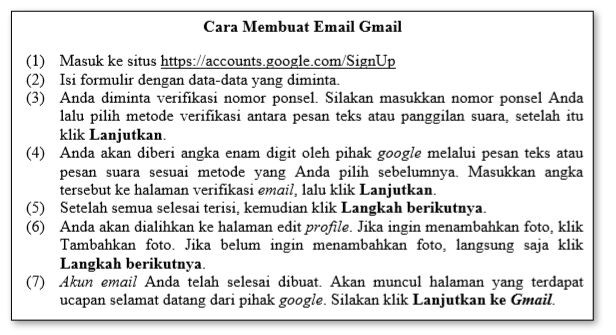 Cara Membuat Email Gmail
(1) Masuk ke situs https://accounts.google.com/SignUp
(2) Isi formulir dengan data-data yang diminta.
(3) Anda diminta verifikasi nomor ponsel. Silakan masukkan nomor ponsel Anda
lalu pilih metode verifikasi antara pesan teks atau panggilan suara, setelah itu
klik Lanjutkan.
(4) Anda akan diberi angka enam digit oleh pihak google melalui pesan teks atau
pesan suara sesuai metode yang Anda pilih sebelumnya. Masukkan angka
tersebut ke halaman verifikasi email, lalu klik Lanjutkan.
(5) Setelah semua selesai terisi, kemudian klik Langkah berikutnya.
(6) Anda akan dialihkan ke halaman edit profile. Jika ingin menambahkan foto, klik
Tambahkan foto. Jika belum ingin menambahkan foto, langsung saja klik
Langkah berikutnya.
(7) Akun email Anda telah selesai dibuat. Akan muncul halaman yang terdapat
ucapan selamat datang dari pihak google. Silakan klik Lanjutkan ke Gmail.